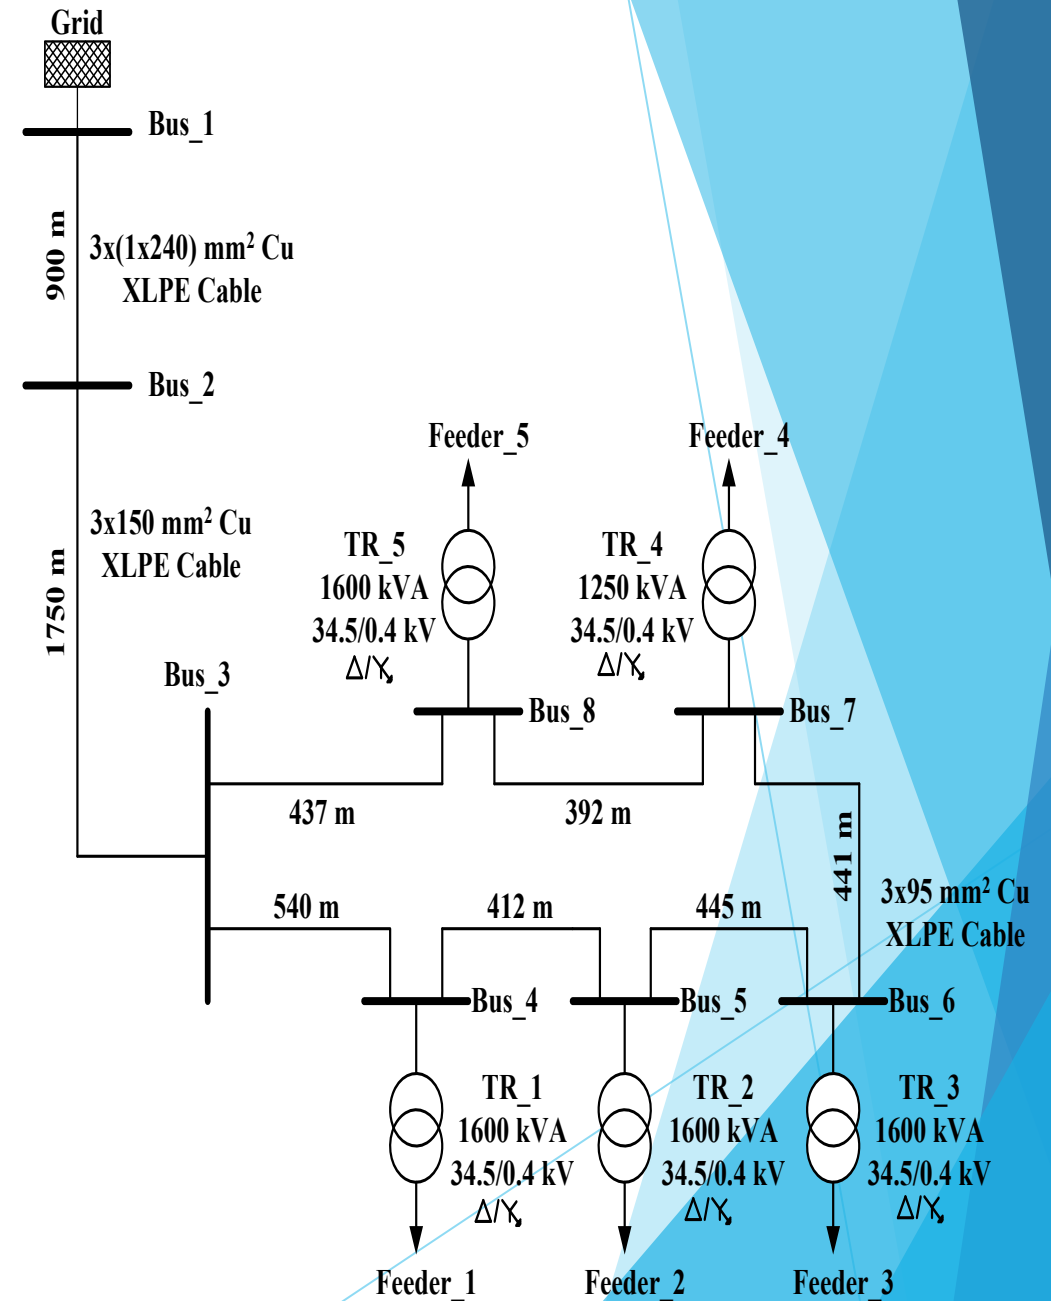 Grid
Bus_1
900 m
3x(1x240) mm² Cu
XLPE Cable
Bus_2
1750 m
3x150 mm² Cu
XLPE Cable
Bus_3
Feeder_5
TR_5
1600 kVA
34.5/0.4 kV
Δ/Y
Bus_8
Feeder_4
TR_4
1250 kVA
34.5/0.4 kV
Δ/Y
Bus_7
437 m
392 m
441 m
3x95 mm² Cu
XLPE Cable
540 m
412 m
445 m
Bus_4
Bus_5
Bus_6
TR_1
1600 kVA
34.5/0.4 kV
Δ/Y
Feeder_1
TR_2
1600 kVA
34.5/0.4 kV
Δ/Y
Feeder_2
TR_3
1600 kVA
34.5/0.4 kV
Δ/Y
Feeder_3